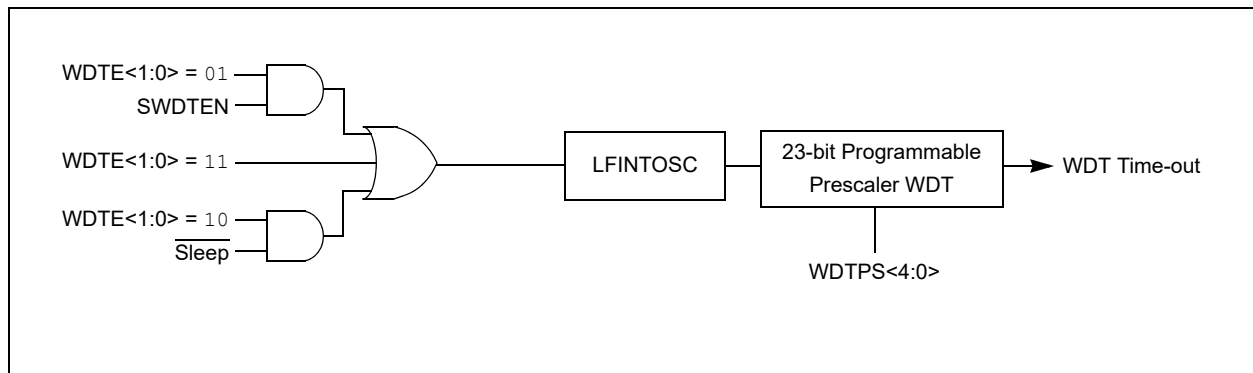 WDTE<1:0> = 01
SWDTEN
WDTE<1:0> = 11
WDTE<1:0> = 10
Sleep
LFINTOSC
23-bit Programmable
Prescaler WDT
WDT Time-out
WDTPS<4:0>